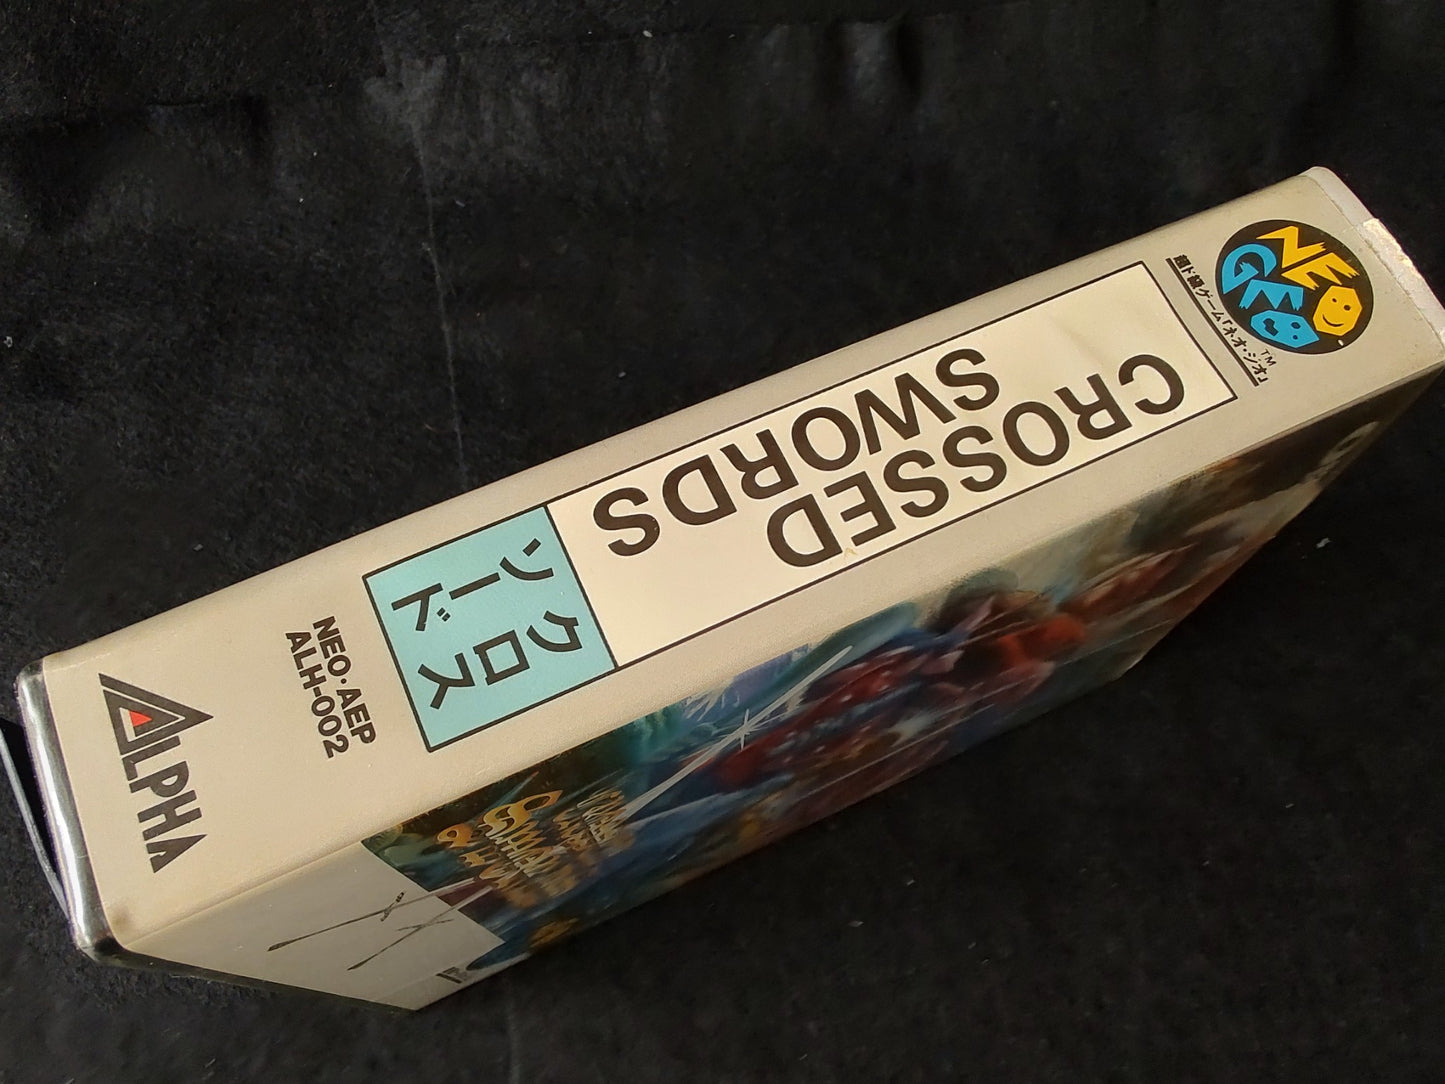 NEO
GEO
TM
超ド級ゲーム「ネ・オ・ジオ」
CROSSED
SWORDS
クロス
ソード
NEO・AEP
ALH-002
ALPHA